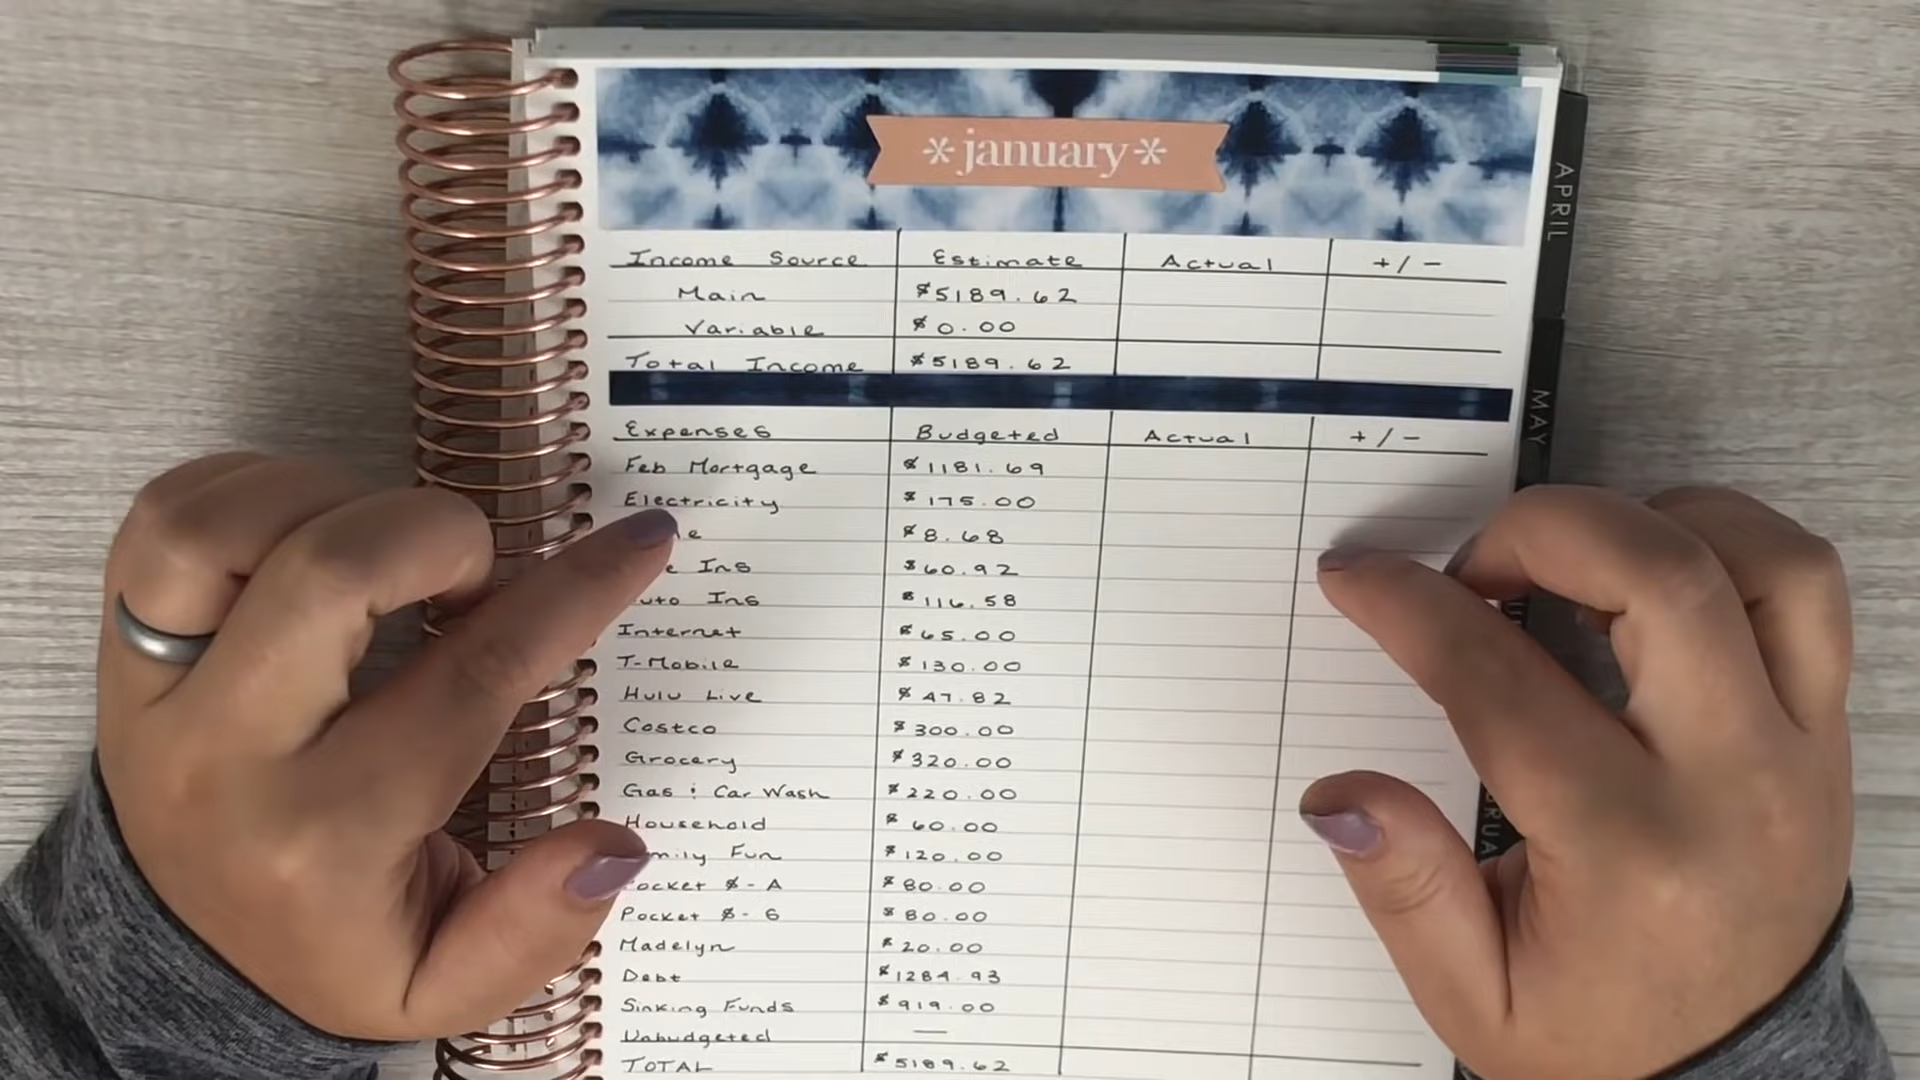 *january*
Income Source Estimate Actual +/-
Main $5189.62
Variable $0.00
Total Income $5189.62
Expenses Budgeted Actual +/-
Feb Mortgage $1181.69
Electricity $175.00
$8.68
Ins $60.92
Auto Ins $116.58
Internet $65.00
T-Mobile $130.00
Hulu Live $47.82
Costco $300.00
Grocery $320.00
Gas & Car Wash $220.00
Household $60.00
Family Fun $120.00
Pocket $-A $80.00
Pocket $-G $80.00
Madelyn $20.00
Debt $1284.93
Sinking Funds $919.00
Unbudgeted —
TOTAL $5189.62
APRIL
MAY